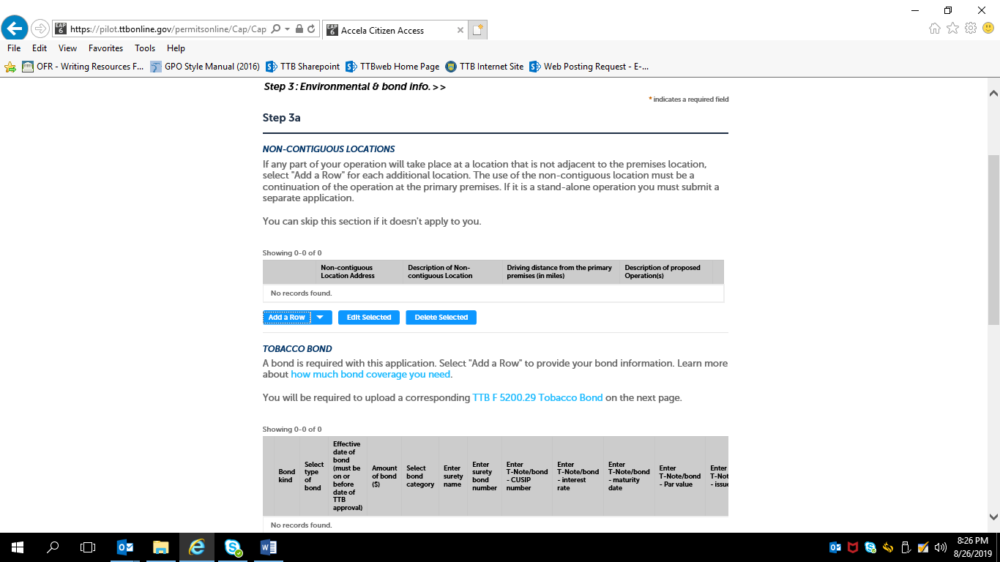 https://pilot.ttbonline.gov/permitsonline/Cap/Cap
EAP 6 Accela Citizen Access
File Edit View Favorites Tools Help
OFR - Writing Resources F... GPO Style Manual (2016) TTB Sharepoint TTBweb Home Page TTB Internet Site Web Posting Request - E-...
Step 3: Environmental & bond info. >>
* indicates a required field
Step 3a
NON-CONTIGUOUS LOCATIONS
If any part of your operation will take place at a location that is not adjacent to the premises location,
select "Add a Row" for each additional location. The use of the non-contiguous location must be a
continuation of the operation at the primary premises. If it is a stand-alone operation you must submit a
separate application.
You can skip this section if it doesn't apply to you.
Showing 0-0 of 0
Non-contiguous Location Address
Description of Non-contiguous Location
Driving distance from the primary premises (in miles)
Description of proposed Operation(s)
No records found.
Add a Row Edit Selected Delete Selected
TOBACCO BOND
A bond is required with this application. Select "Add a Row" to provide your bond information. Learn more
about how much bond coverage you need.
You will be required to upload a corresponding TTB F 5200.29 Tobacco Bond on the next page.
Showing 0-0 of 0
Bond kind
Select type of bond
Effective date of bond (must be on or before date of TTB approval)
Amount of bond ($)
Select bond category
Enter surety name
Enter surety bond number
Enter T-Note/bond - CUSIP number
Enter T-Note/bond - interest rate
Enter T-Note/bond - maturity date
Enter T-Note/bond - Par value
Enter T-Not - issue
No records found.
8:26 PM
8/26/2019